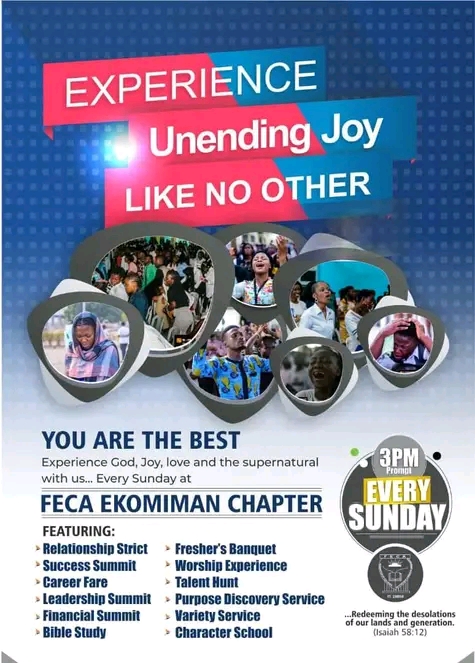 EXPERIENCE
Unending Joy
LIKE NO OTHER
YOU ARE THE BEST
Experience God, Joy, love and the supernatural
with us... Every Sunday at
FECA EKOMIMAN CHAPTER
FEATURING:
Relationship Strict
Success Summit
Career Fare
Leadership Summit
Financial Summit
Bible Study
Fresher's Banquet
Worship Experience
Talent Hunt
Purpose Discovery Service
Variety Service
Character School
3PM
Prompt
EVERY
SUNDAY
FECA
...Redeeming the desolations
of our lands and generation.
(Isaiah 58:12)